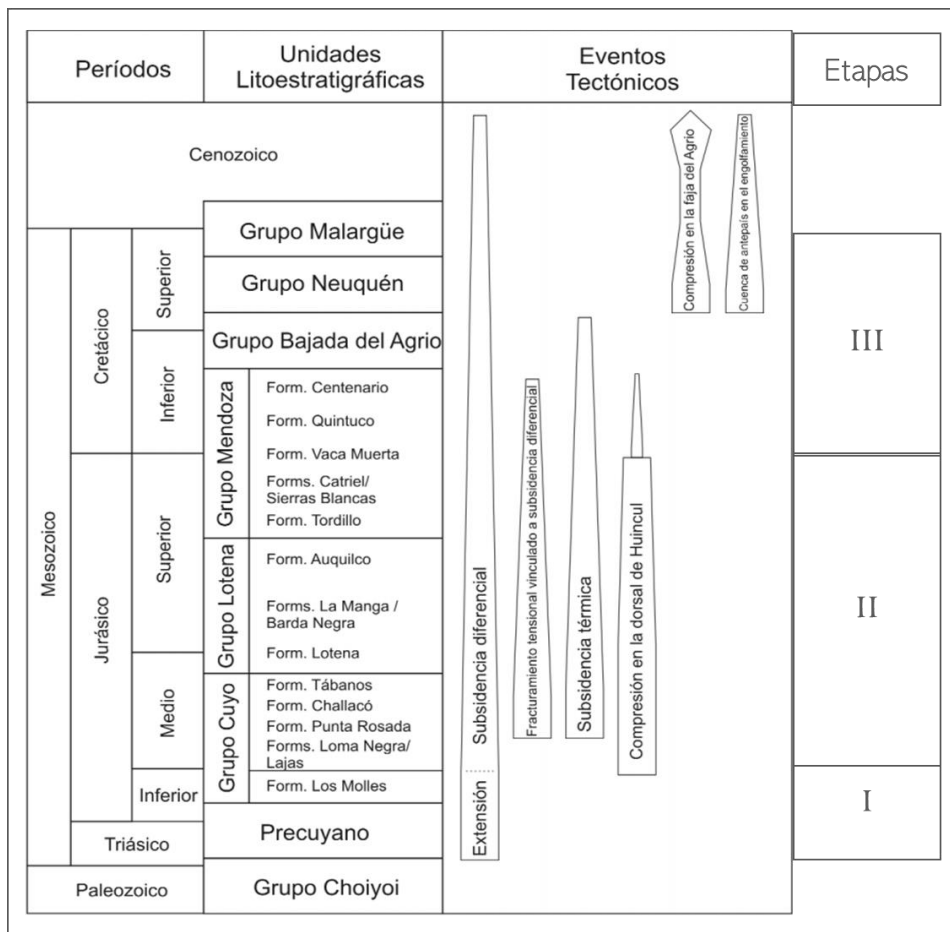 Períodos
Unidades
Litoestratigráficas
Eventos
Tectónicos
Etapas
Cenozoico
Mesozoico
Cretácico
Jurásico
Triásico
Paleozoico
Superior
Inferior
Superior
Medio
Inferior
Grupo Malargüe
Grupo Neuquén
Grupo Bajada del Agrio
Grupo Mendoza
Form. Centenario
Form. Quintuco
Form. Vaca Muerta
Forms. Catriel/
Sierras Blancas
Form. Tordillo
Grupo Lotena
Form. Auquilco
Forms. La Manga /
Barda Negra
Form. Lotena
Grupo Cuyo
Form. Tábanos
Form. Challacó
Form. Punta Rosada
Forms. Loma Negra/
Lajas
Form. Los Molles
Precuyano
Grupo Choiyoi
Extensión
Subsidencia diferencial
Fracturamiento tensional vinculado a subsidencia diferencial
Subsidencia térmica
Compresión en la dorsal de Huincul
Compresión en la faja del Agrio
Cuenca de antepaís en el engolfamiento
III
II
I